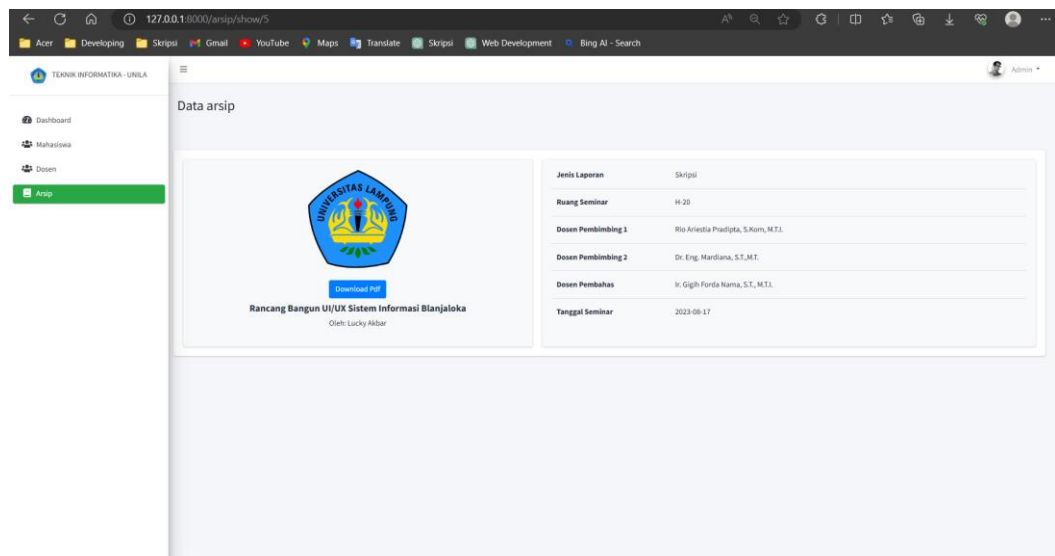 127.0.0.1:8000/arsip/show/5
Acer Developing Skripsi Gmail YouTube Maps Translate Skripsi Web Development Bing AI - Search
TEKNIK INFORMATIKA - UNILA
Admin
Data arsip
Dashboard
Mahasiswa
Dosen
Arsip
UNIVERSITAS LAMPUNG
Download Pdf
Rancang Bangun UI/UX Sistem Informasi Blanjaloka
Oleh: Lucky Akbar
Jenis Laporan Skripsi
Ruang Seminar H-20
Dosen Pembimbing 1 Rio Ariestia Pradipta, S.Kom, M.T.I.
Dosen Pembimbing 2 Dr. Eng. Mardiana, S.T.,M.T.
Dosen Pembahas Ir. Gigih Forda Nama, S.T., M.T.I.
Tanggal Seminar 2023-08-17